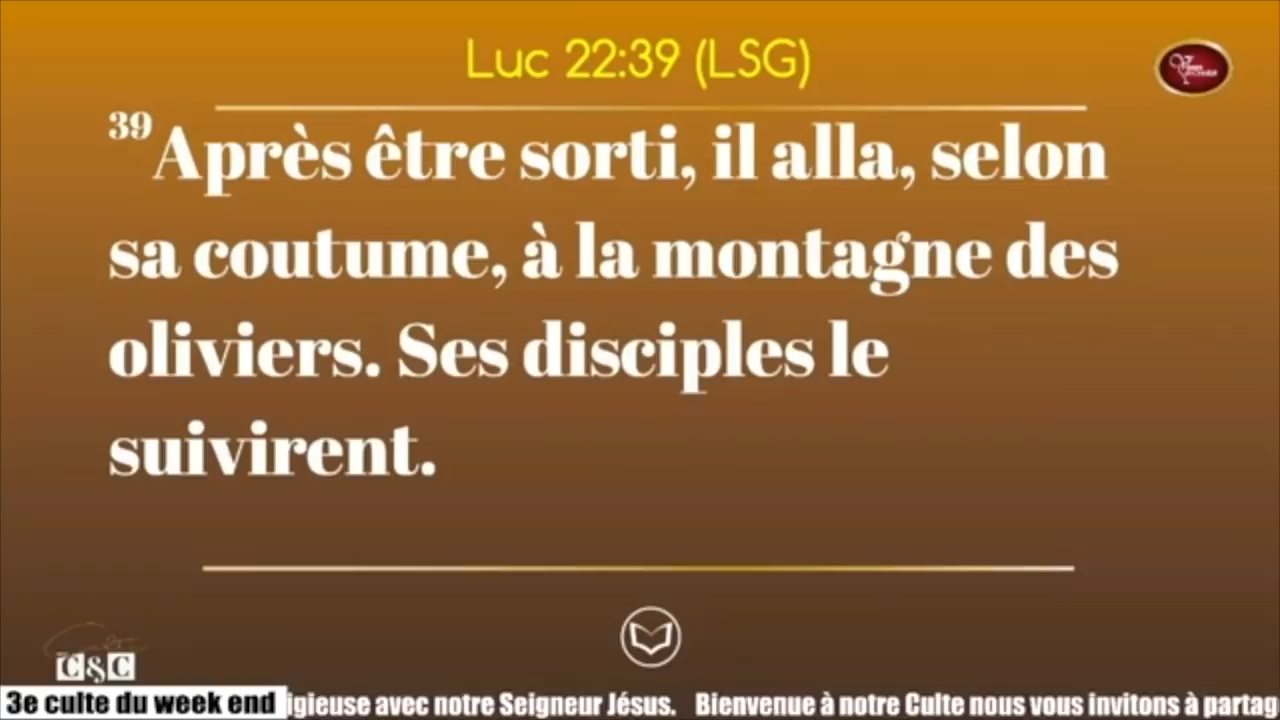 Luc 22:39 (LSG)
39 Après être sorti, il alla, selon
sa coutume, à la montagne des
oliviers. Ses disciples le
suivirent.
C&C
3e culte du week end
igieuse avec notre Seigneur Jésus. Bienvenue à notre Culte nous vous invitons à partag